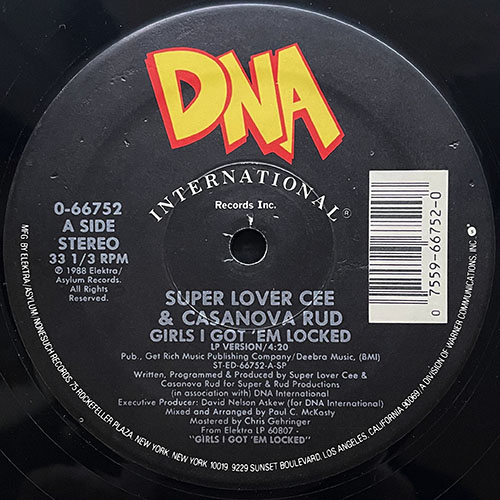 DNA
INTERNATIONAL®
Records Inc.
0-66752
A SIDE
STEREO
33 1/3 RPM
℗ 1988 Elektra/
Asylum Records.
All Rights
Reserved.
0 7559-66752-0
SUPER LOVER CEE
& CASANOVA RUD
GIRLS I GOT 'EM LOCKED
LP VERSION/4:20
Pub., Get Rich Music Publishing Company/Deebra Music, (BMI)
ST-ED-66752-A-SP
Written, Programmed & Produced by Super Lover Cee &
Casanova Rud for Super & Rud Productions
(in association with) DNA International
Executive Producer: David Nelson Askew (for DNA International)
Mixed and Arranged by Paul C. McKasty
Mastered by Chris Gehringer
From Elektra LP 60807 -
"GIRLS I GOT 'EM LOCKED"
MFG. BY ELEKTRA/ASYLUM/NONESUCH RECORDS 75 ROCKEFELLER PLAZA, NEW YORK, NEW YORK 10019 9229 SUNSET BOULEVARD, LOS ANGELES, CALIFORNIA 90069, A DIVISION OF WARNER COMMUNICATIONS, INC.